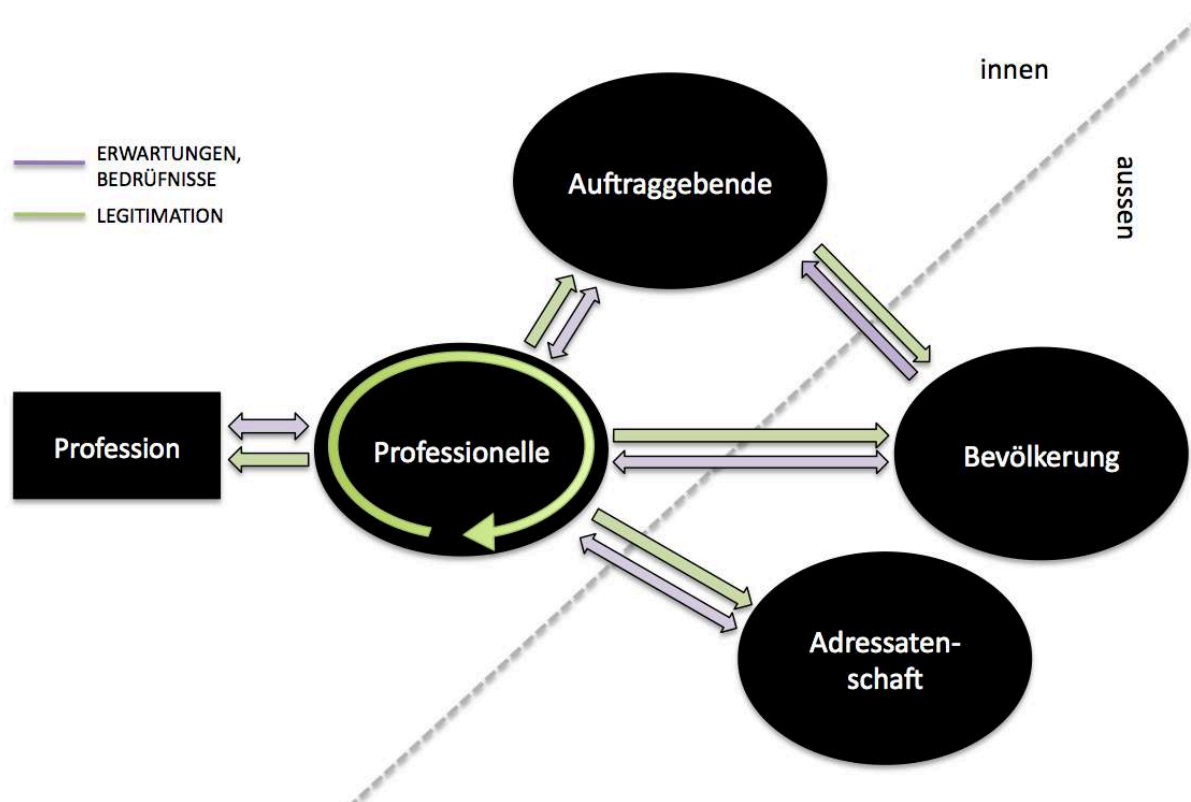 innen
aussen
ERWARTUNGEN,
BEDRÜFNISSE
LEGITIMATION
Auftraggebende
Profession
Professionelle
Bevölkerung
Adressaten-
schaft